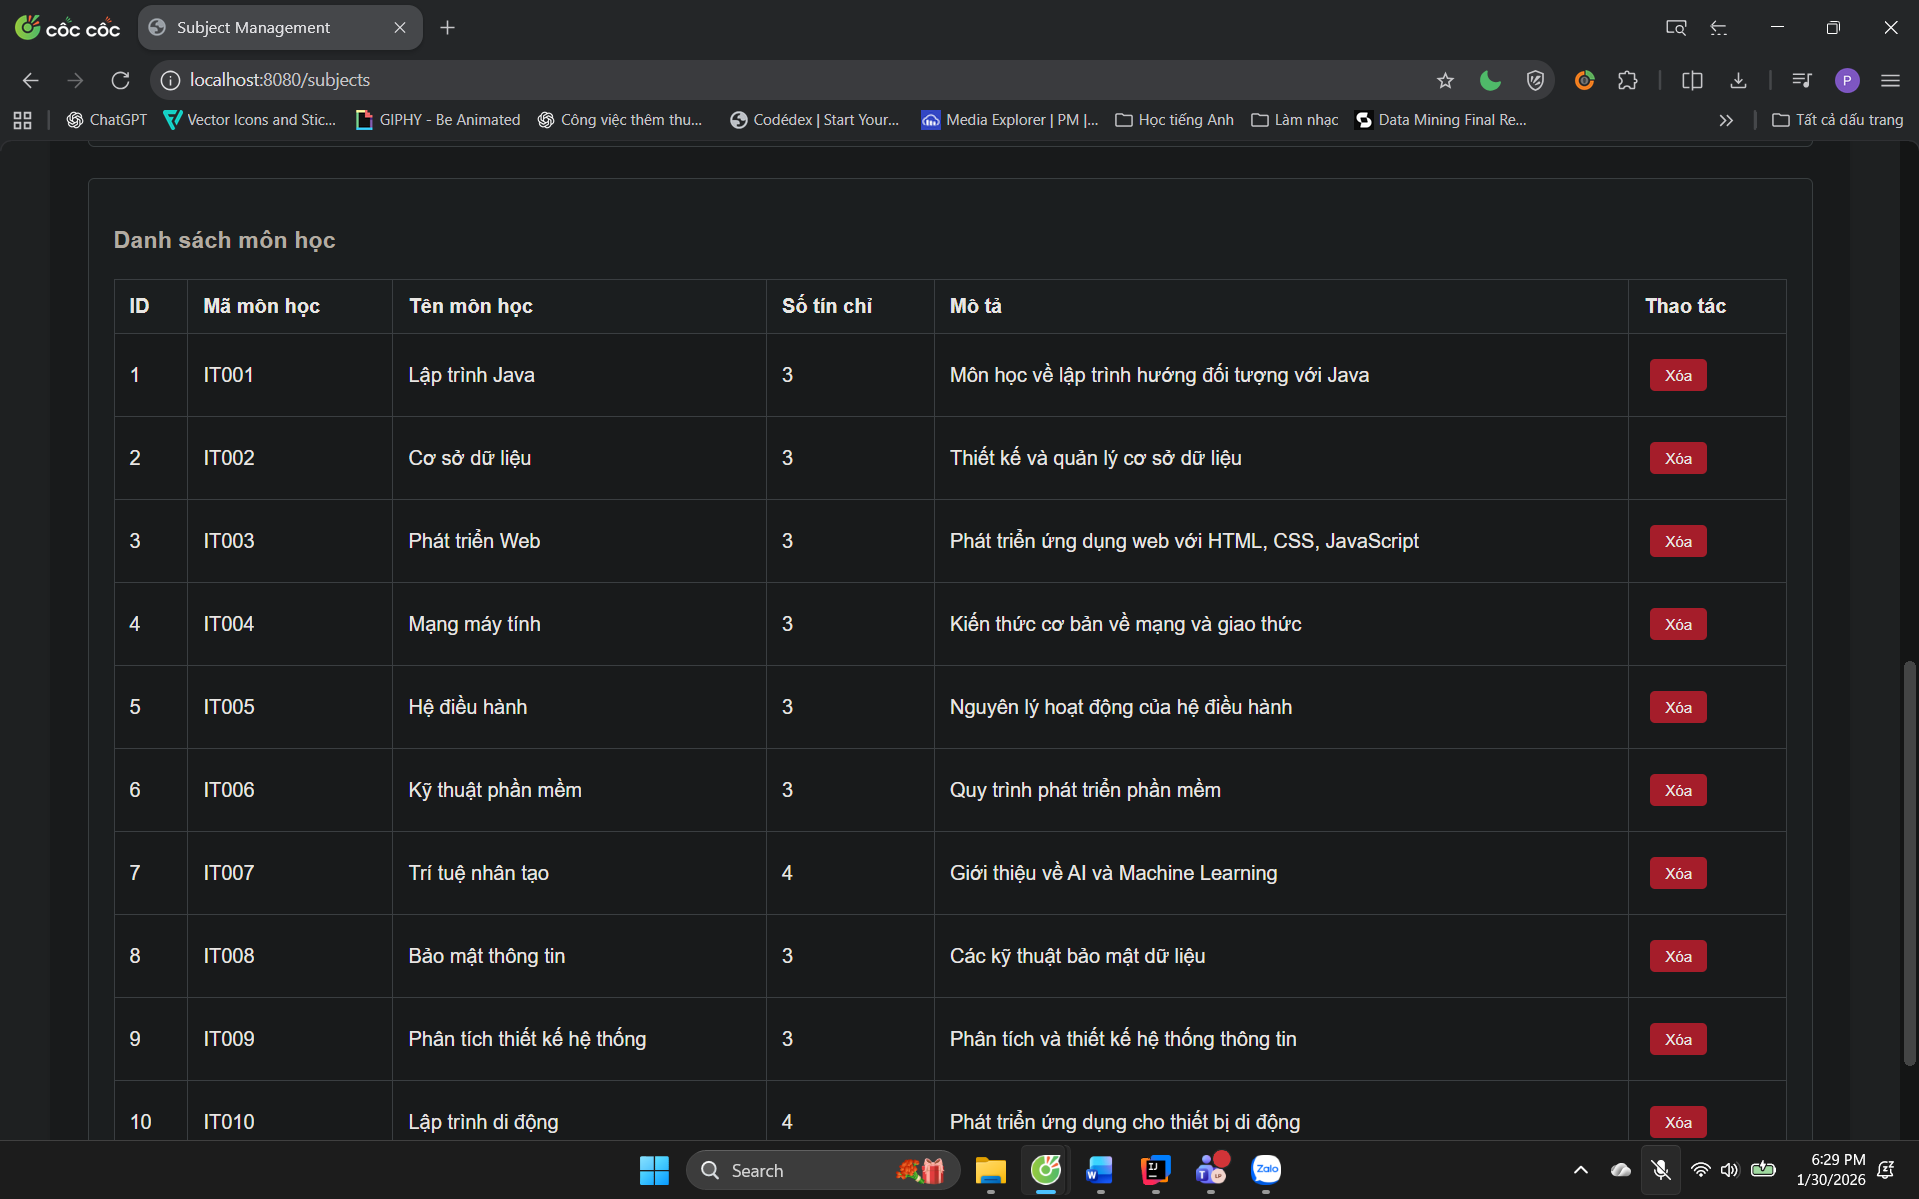 cốc cốc
Subject Management
localhost:8080/subjects
P
ChatGPT
Vector Icons and Stic...
GIPHY - Be Animated
Công việc thêm thu...
Codédex | Start Your...
Media Explorer | PM |...
Học tiếng Anh
Làm nhạc
Data Mining Final Re...
Tất cả dấu trang
Danh sách môn học
ID Mã môn học Tên môn học Số tín chỉ Mô tả Thao tác
1 IT001 Lập trình Java 3 Môn học về lập trình hướng đối tượng với Java Xóa
2 IT002 Cơ sở dữ liệu 3 Thiết kế và quản lý cơ sở dữ liệu Xóa
3 IT003 Phát triển Web 3 Phát triển ứng dụng web với HTML, CSS, JavaScript Xóa
4 IT004 Mạng máy tính 3 Kiến thức cơ bản về mạng và giao thức Xóa
5 IT005 Hệ điều hành 3 Nguyên lý hoạt động của hệ điều hành Xóa
6 IT006 Kỹ thuật phần mềm 3 Quy trình phát triển phần mềm Xóa
7 IT007 Trí tuệ nhân tạo 4 Giới thiệu về AI và Machine Learning Xóa
8 IT008 Bảo mật thông tin 3 Các kỹ thuật bảo mật dữ liệu Xóa
9 IT009 Phân tích thiết kế hệ thống 3 Phân tích và thiết kế hệ thống thông tin Xóa
10 IT010 Lập trình di động 4 Phát triển ứng dụng cho thiết bị di động Xóa
Search
W
IJ
T
LP
Zalo
6:29 PM
1/30/2026